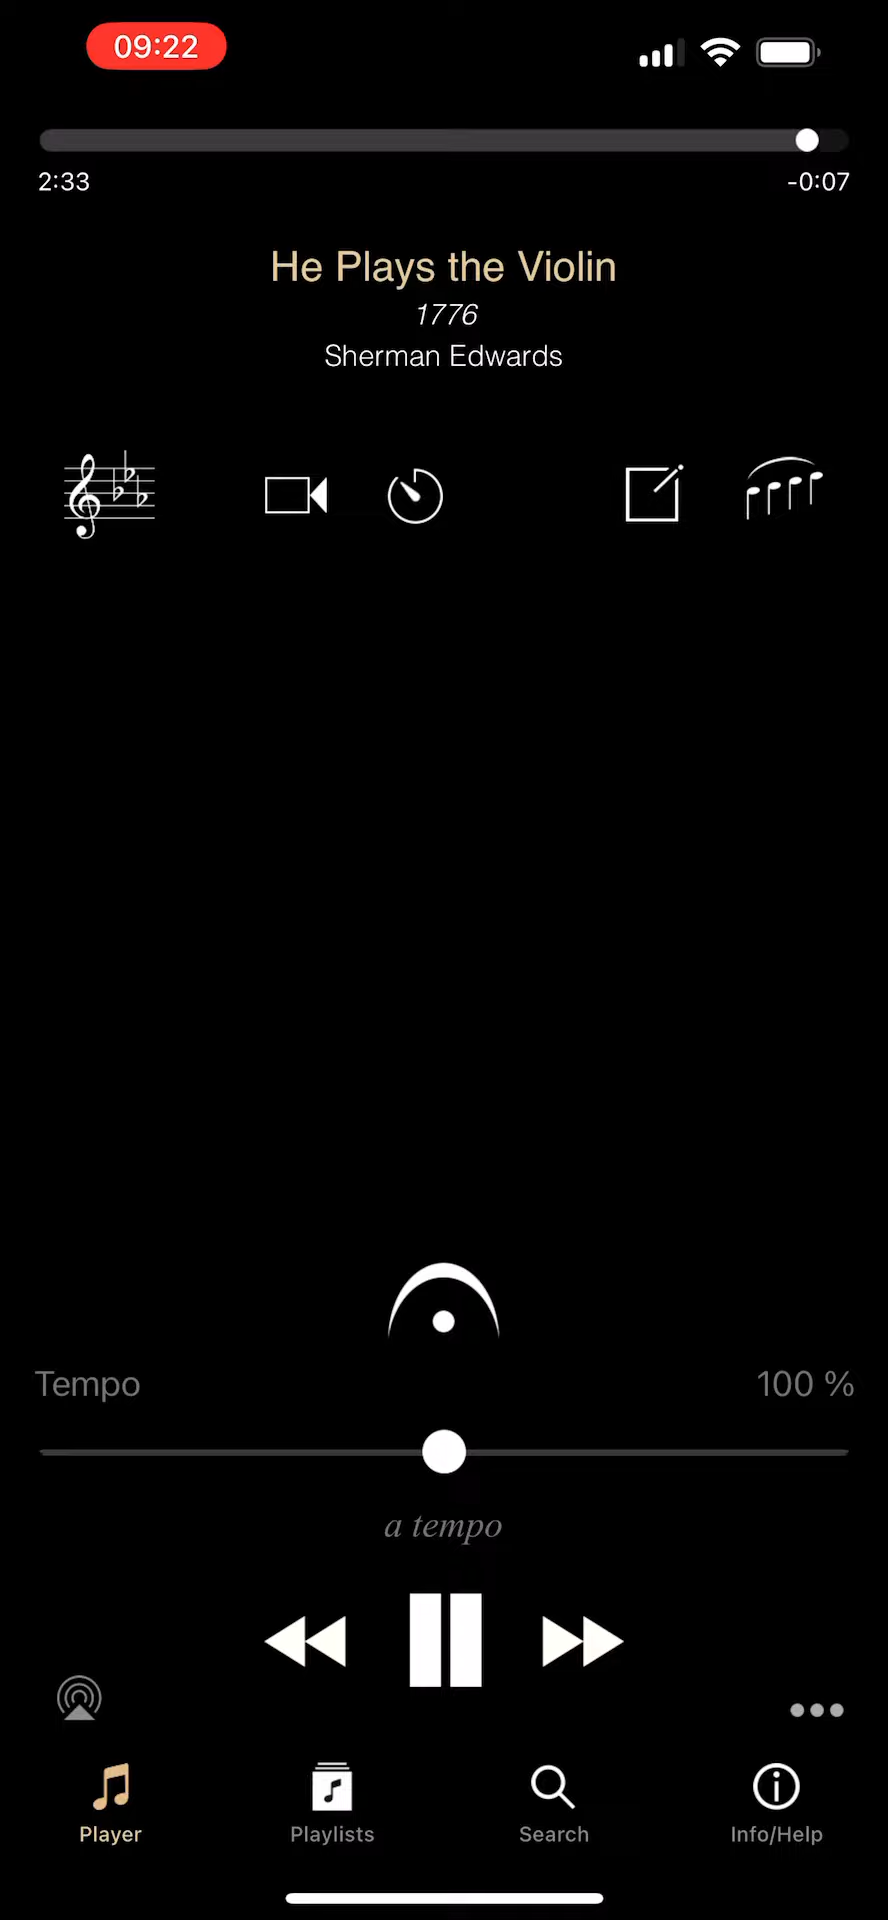 09:22
2:33 -0:07
He Plays the Violin
1776
Sherman Edwards
Tempo 100 %
a tempo
Player Playlists Search Info/Help